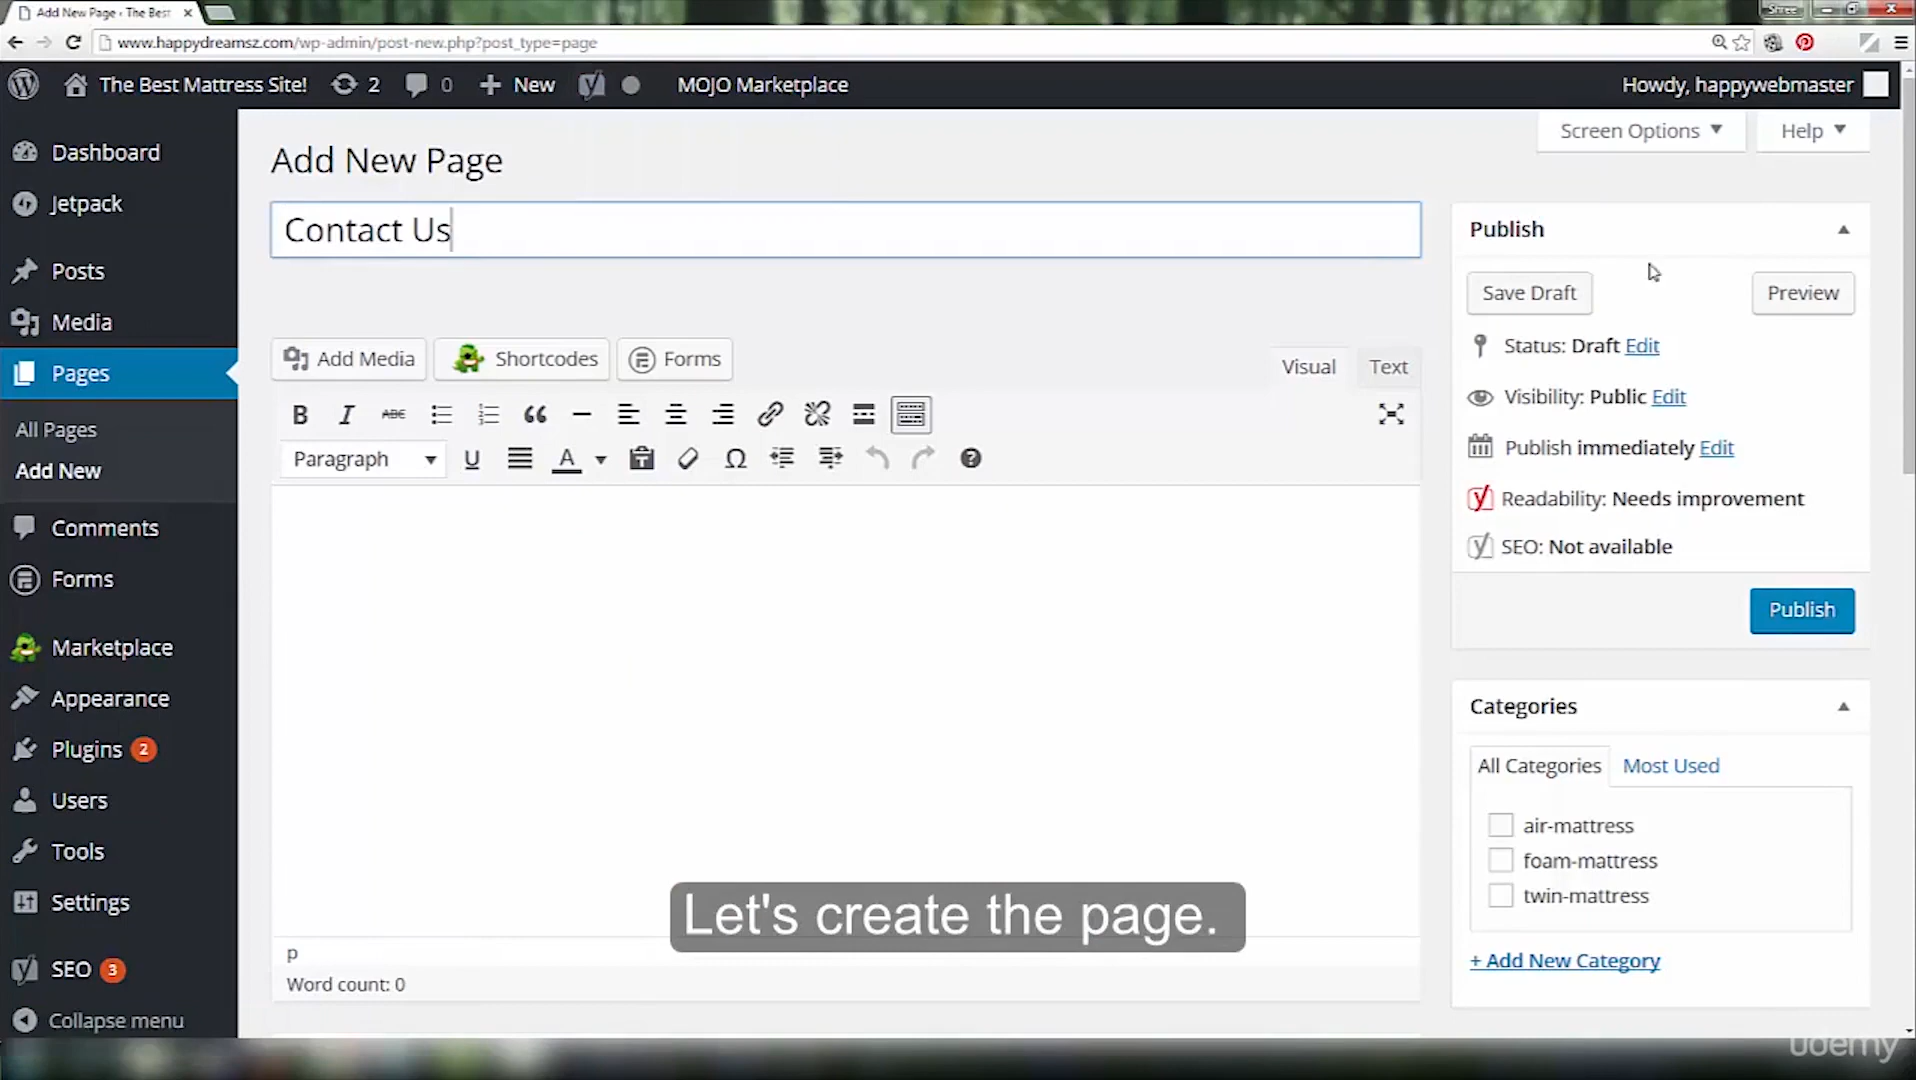 Add New Page ‹ The Best
Shree
www.happydreamsz.com/wp-admin/post-new.php?post_type=page
The Best Mattress Site!
2
0
New
MOJO Marketplace
Howdy, happywebmaster
Screen Options
Help
Dashboard
Jetpack
Posts
Media
Pages
All Pages
Add New
Comments
Forms
Marketplace
Appearance
Plugins 2
Users
Tools
Settings
SEO 3
Collapse menu
Add New Page
Contact Us
Add Media
Shortcodes
Forms
Visual
Text
B I ABC
Paragraph
U
A
Ω
p
Word count: 0
Publish
Save Draft
Preview
Status: Draft Edit
Visibility: Public Edit
Publish immediately Edit
Readability: Needs improvement
SEO: Not available
Publish
Categories
All Categories
Most Used
air-mattress
foam-mattress
twin-mattress
+ Add New Category
Let's create the page.
udemy